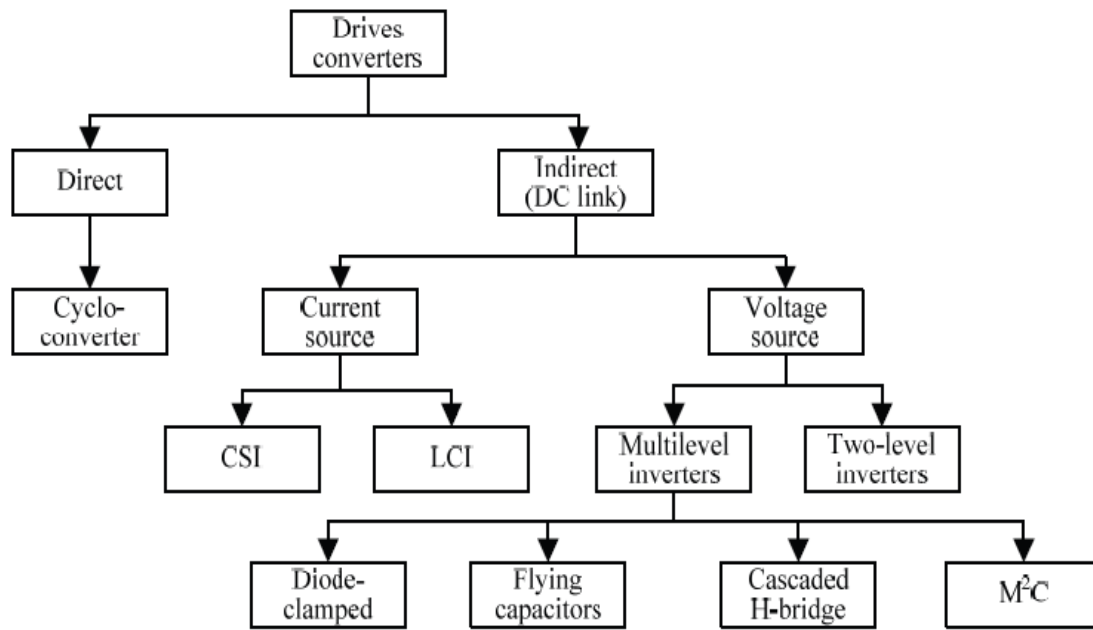 Drives
converters
Direct
Indirect
(DC link)
Cyclo-
converter
Current
source
Voltage
source
CSI
LCI
Multilevel
inverters
Two-level
inverters
Diode-
clamped
Flying
capacitors
Cascaded
H-bridge
M²C